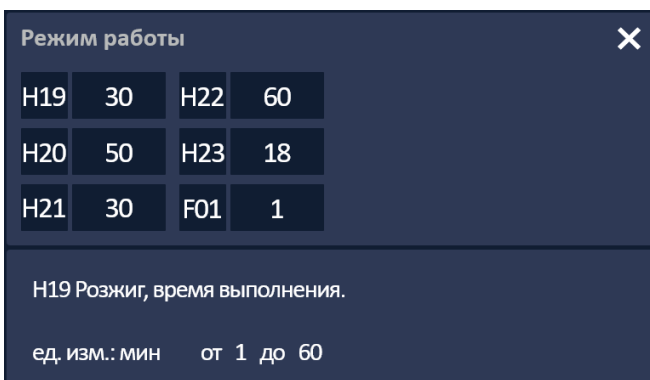 Режим работы
H19 30 H22 60
H20 50 H23 18
H21 30 F01 1
H19 Розжиг, время выполнения.
ед. изм.: мин от 1 до 60